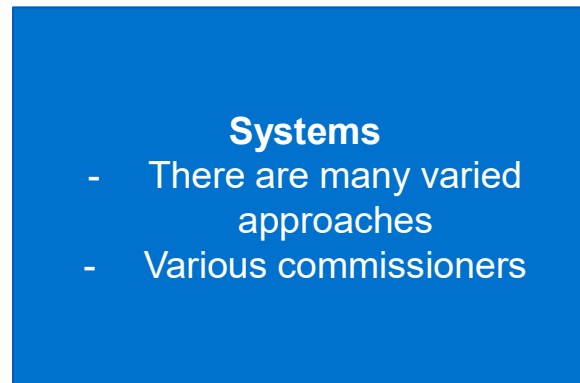 Systems
- There are many varied
approaches
- Various commissioners